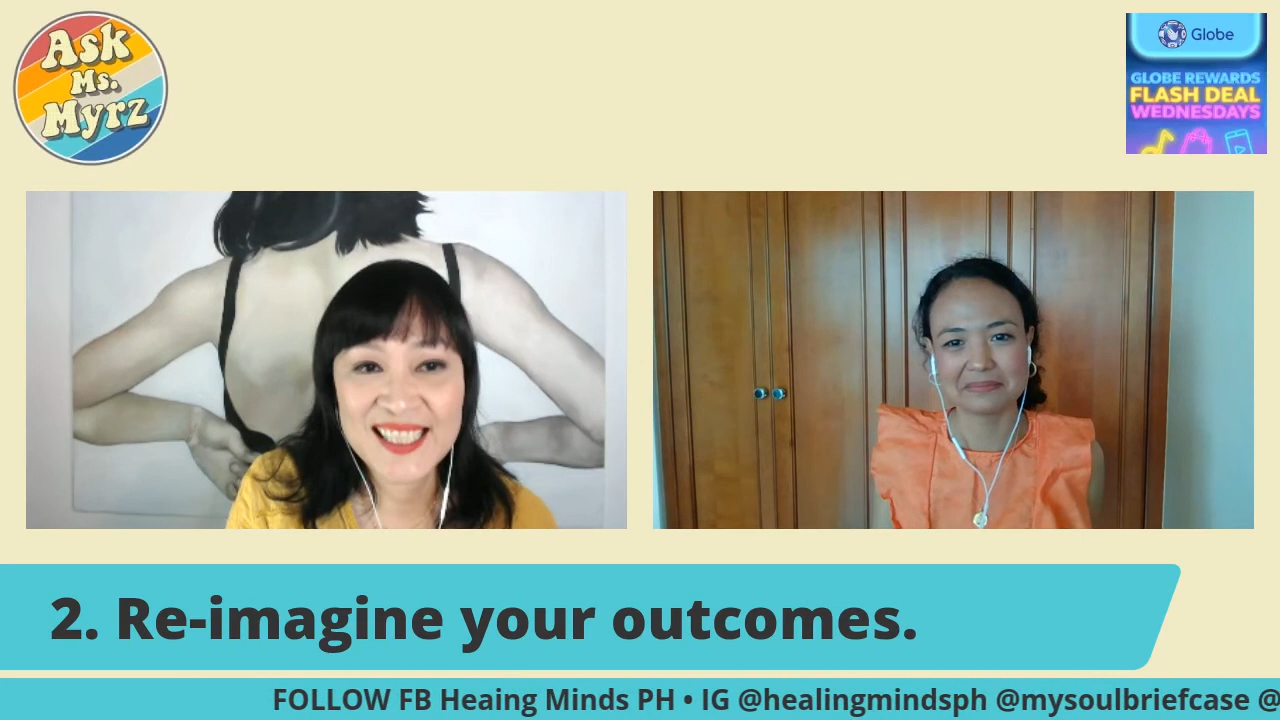 Ask
Ms.
Myrz
Globe
GLOBE REWARDS
FLASH DEAL
WEDNESDAYS
2. Re-imagine your outcomes.
FOLLOW FB Heaing Minds PH • IG @healingmindsph @mysoulbriefcase @